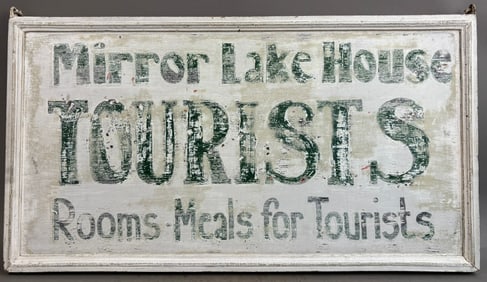 Mirror Lake House
TOURISTS
Rooms · Meals for Tourists